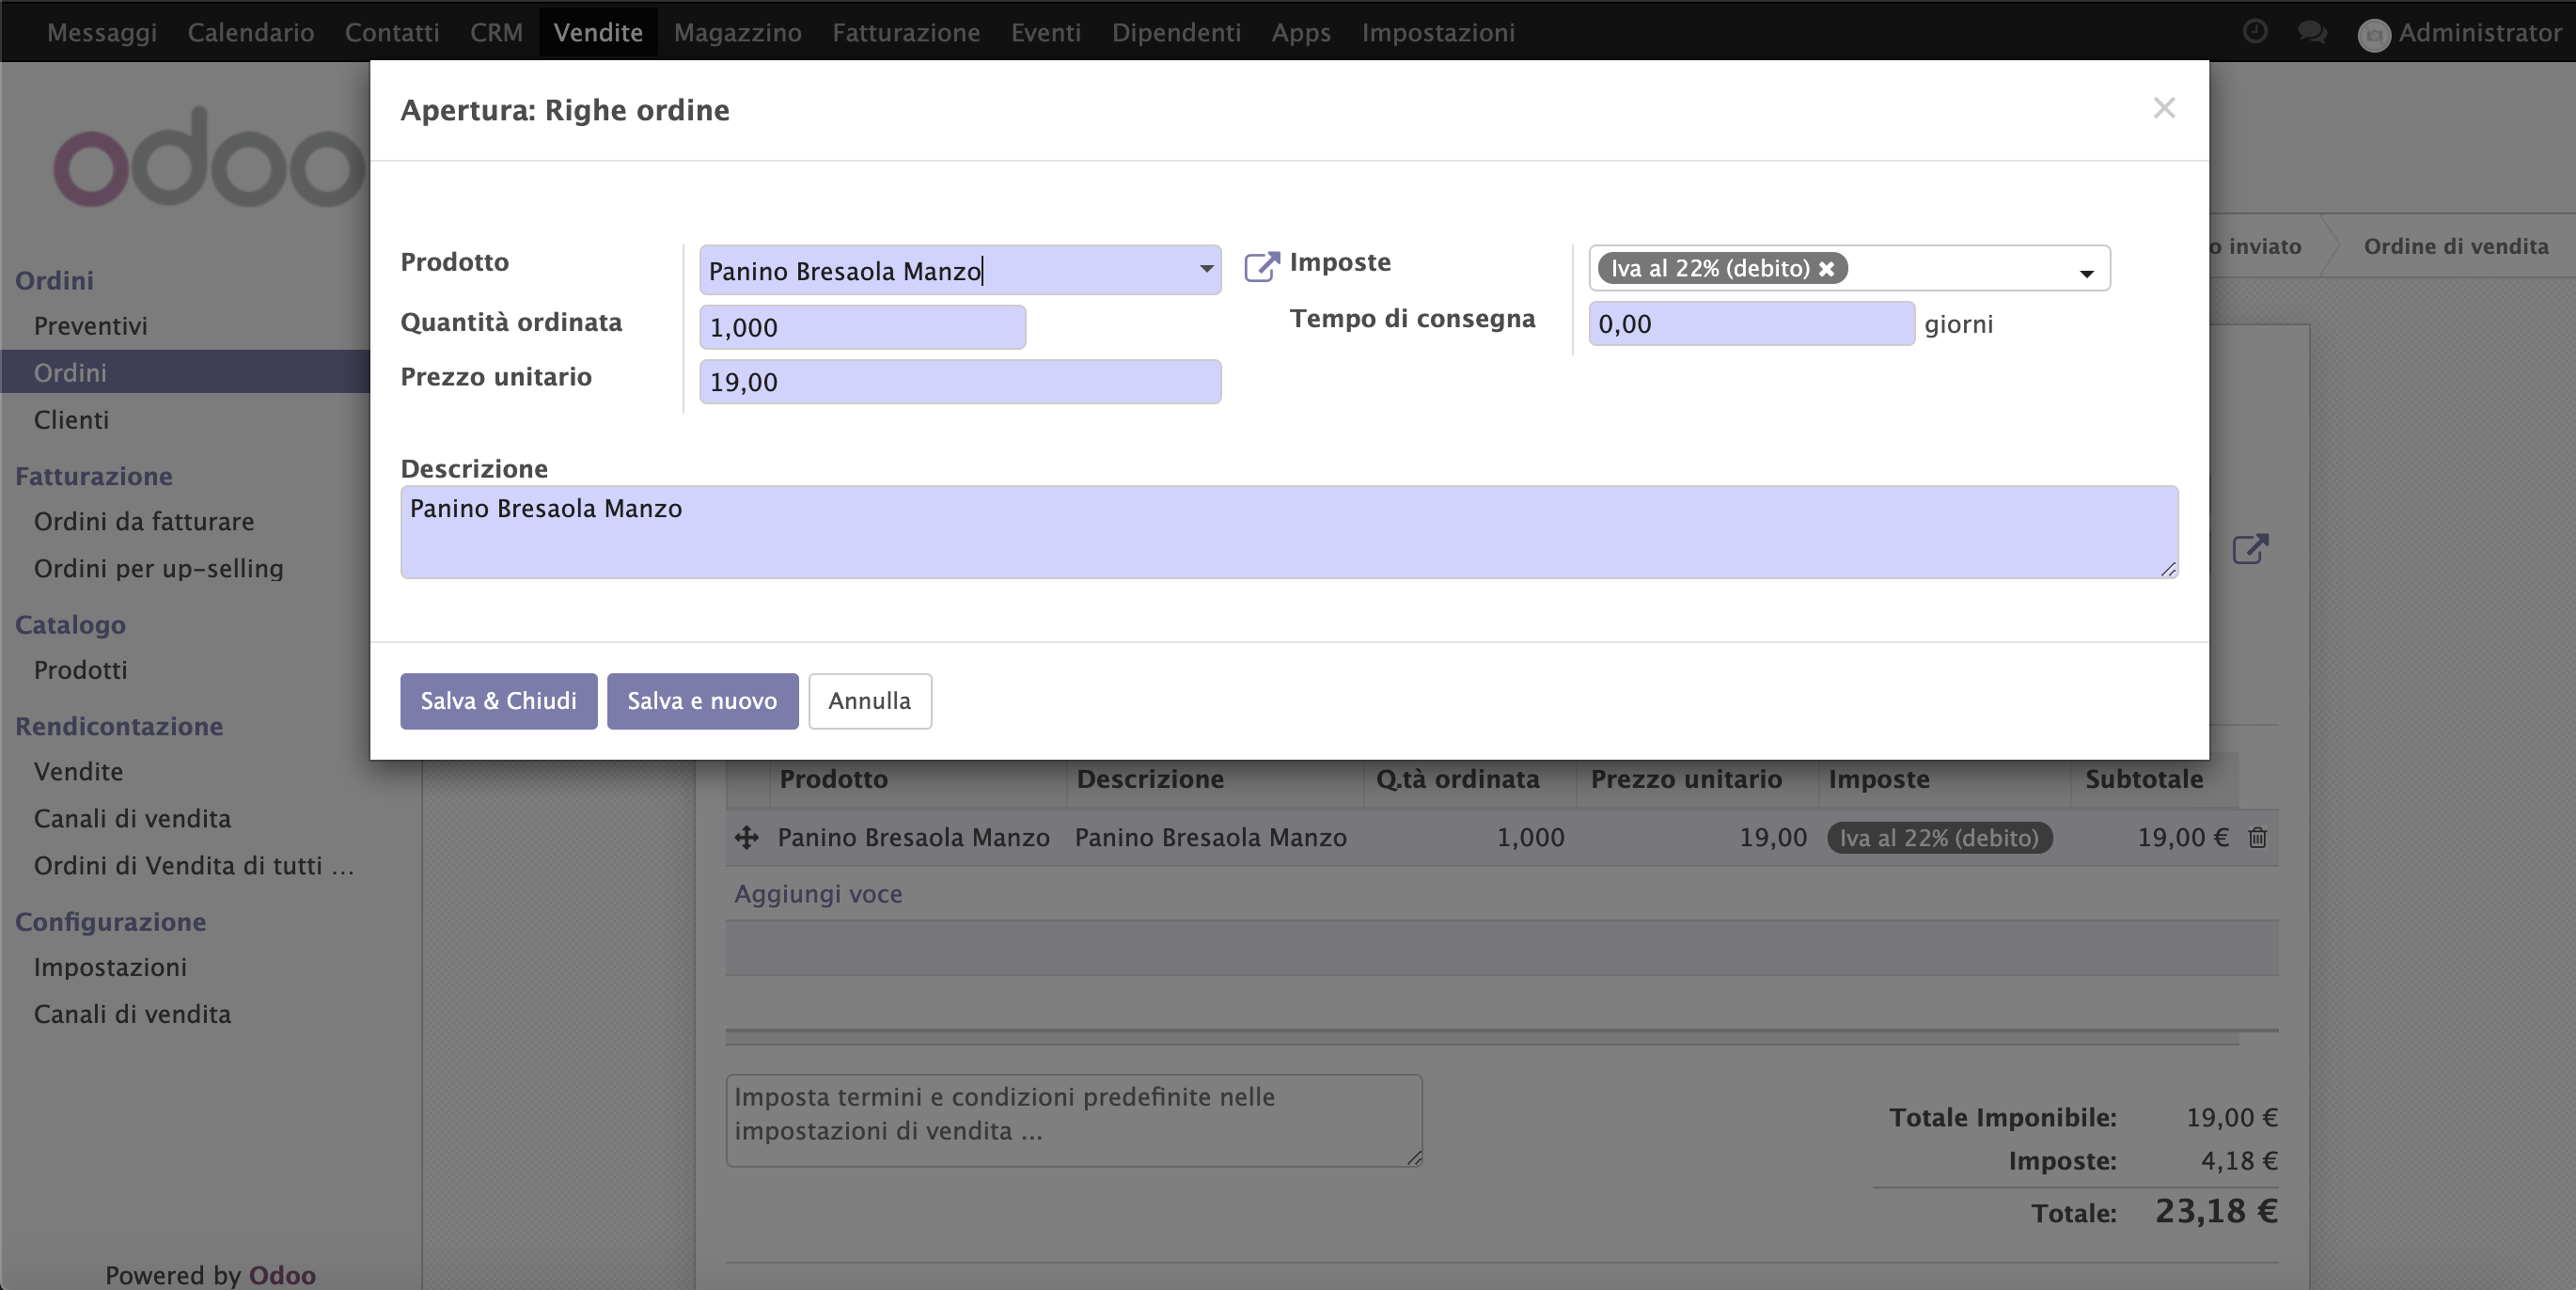 Messaggi Calendario Contatti CRM Vendite Magazzino Fatturazione Eventi Dipendenti Apps Impostazioni Administrator
odoo
Apertura: Righe ordine
o inviato Ordine di vendita
Prodotto Panino Bresaola Manzo Imposte Iva al 22% (debito)
Quantità ordinata 1,000 Tempo di consegna 0,00 giorni
Prezzo unitario 19,00
Descrizione
Panino Bresaola Manzo
Salva & Chiudi Salva e nuovo Annulla
Ordini
Preventivi
Ordini
Clienti
Fatturazione
Ordini da fatturare
Ordini per up-selling
Catalogo
Prodotti
Rendicontazione
Vendite
Canali di vendita
Ordini di Vendita di tutti ...
Configurazione
Impostazioni
Canali di vendita
Powered by Odoo
Prodotto Descrizione Q.tà ordinata Prezzo unitario Imposte Subtotale
Panino Bresaola Manzo Panino Bresaola Manzo 1,000 19,00 Iva al 22% (debito) 19,00 €
Aggiungi voce
Imposta termini e condizioni predefinite nelle
impostazioni di vendita ...
Totale Imponibile: 19,00 €
Imposte: 4,18 €
Totale: 23,18 €